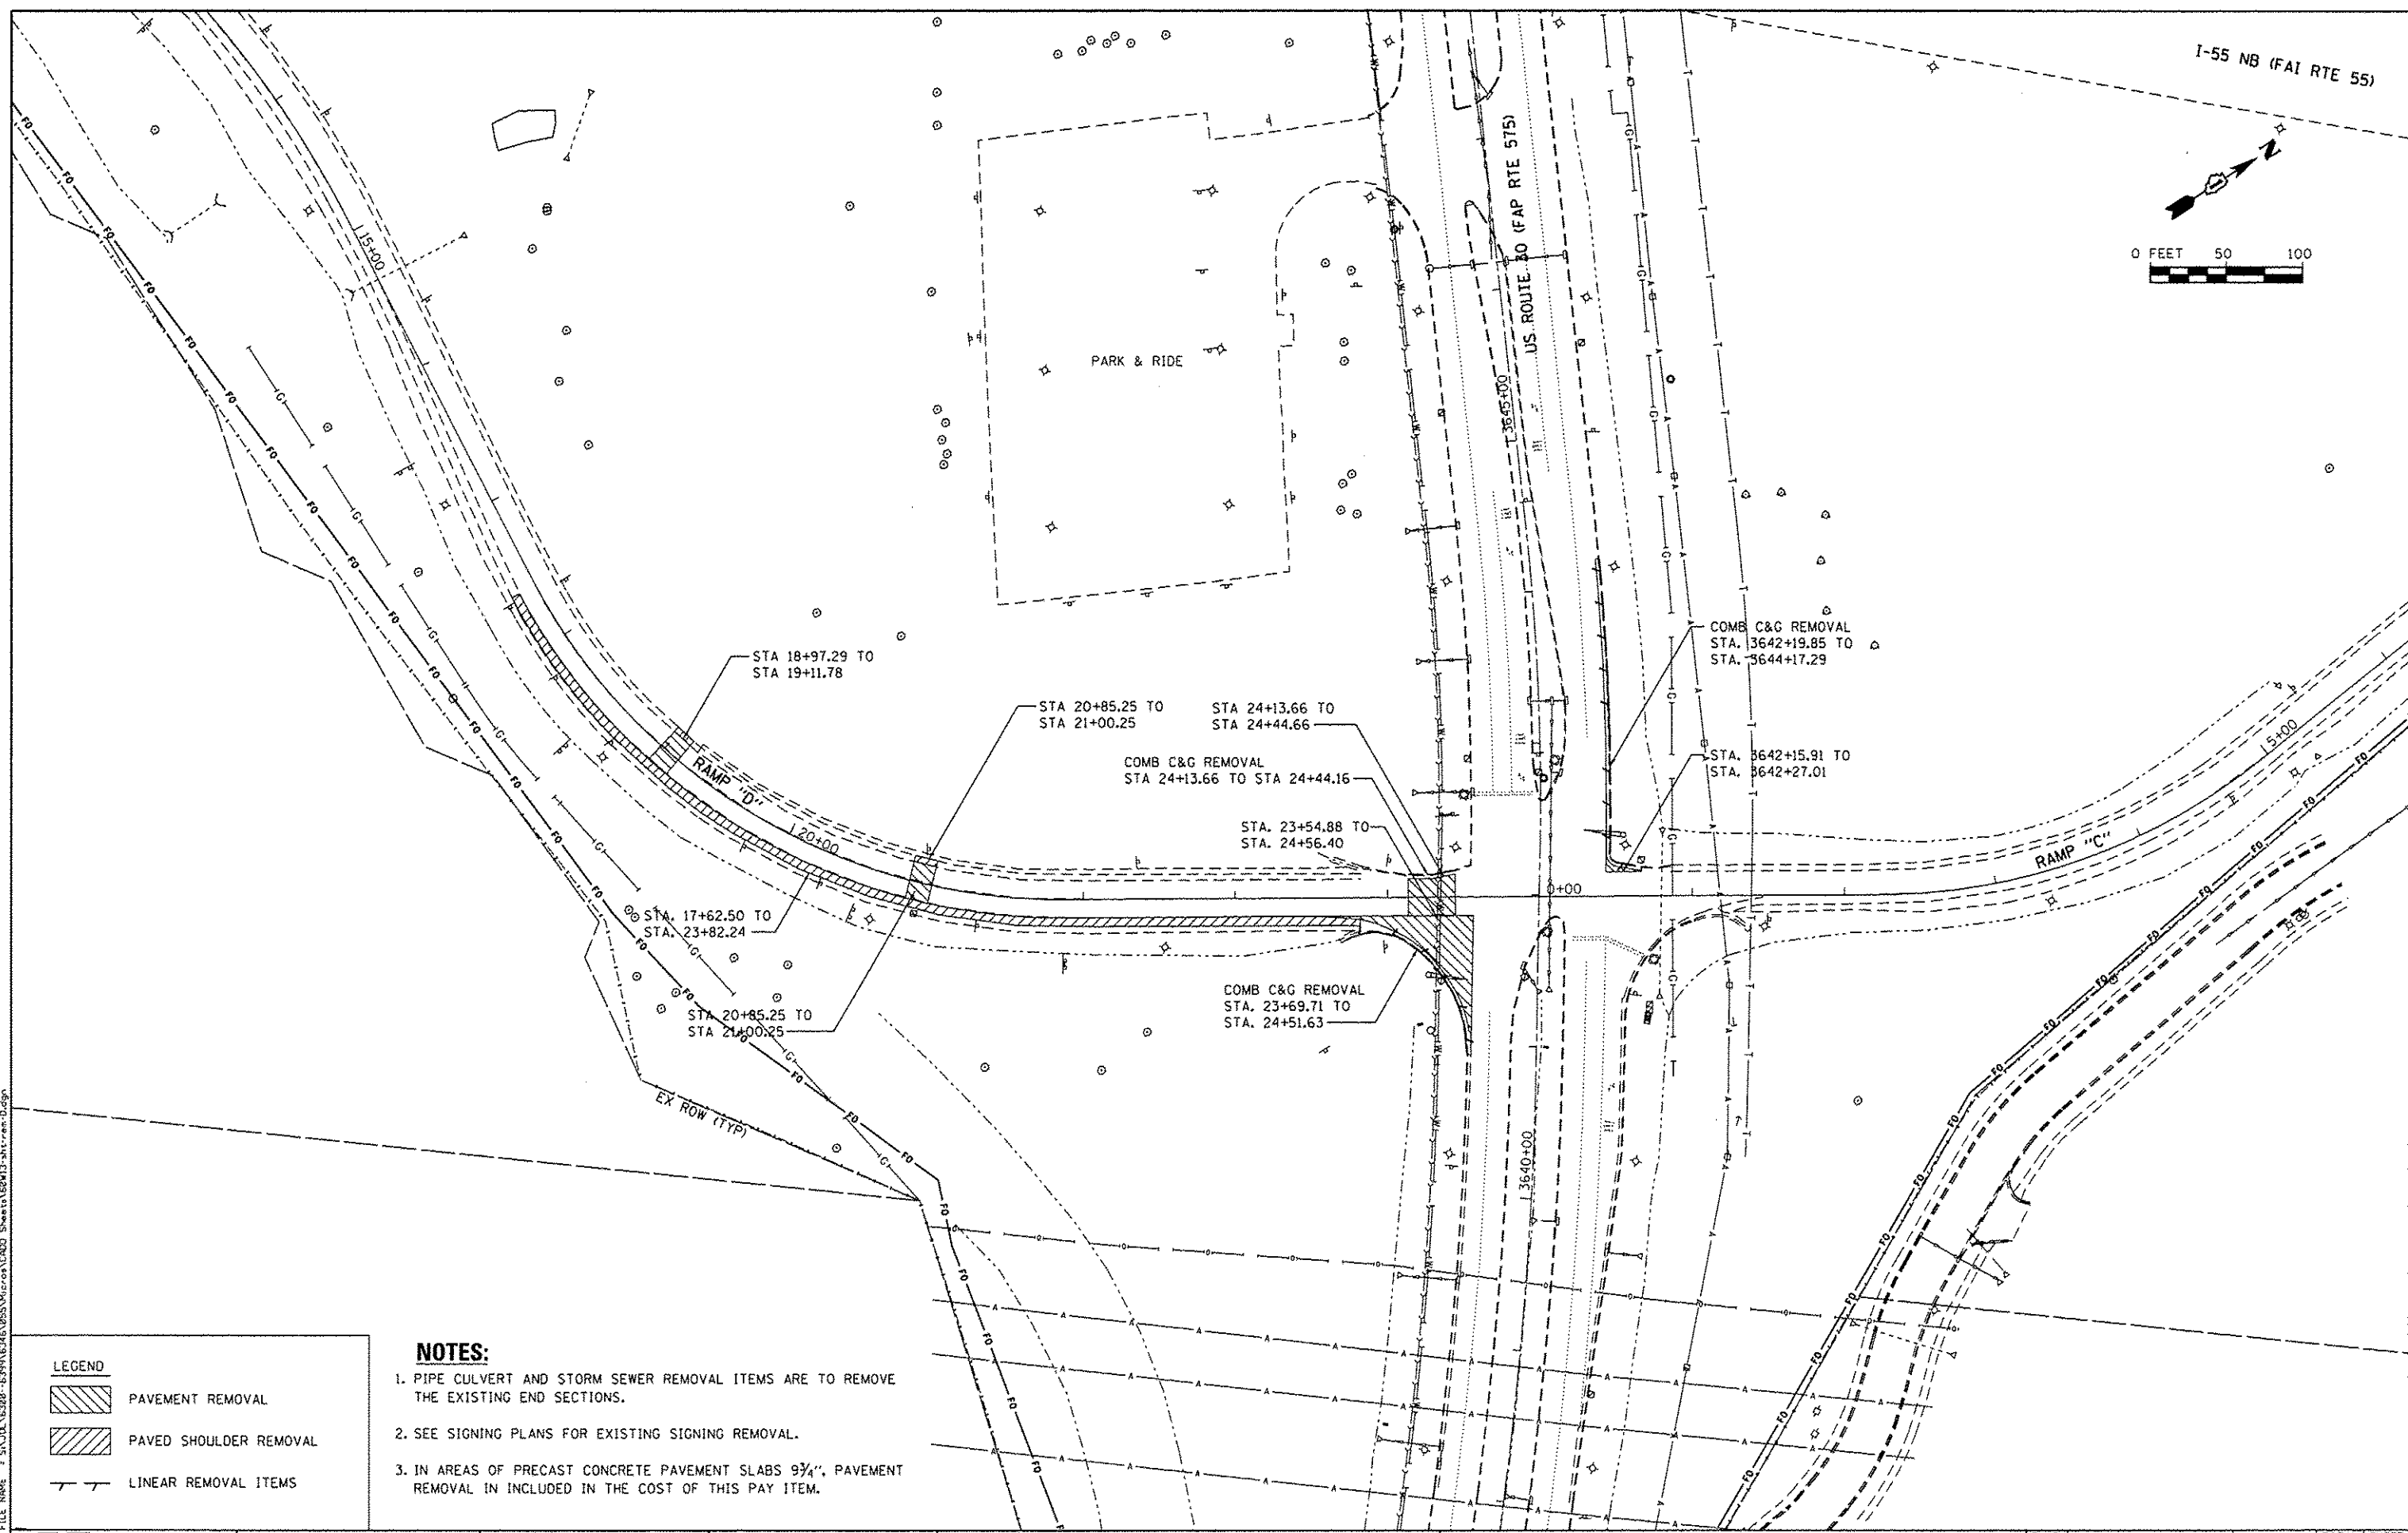 I-55 NB (FAI RTE 55)
N
0 FEET 50 100
US ROUTE 30 (FAP RTE 575)
15+00
PARK & RIDE
3645+00
COMB C&G REMOVAL
STA. 3642+19.85 TO
STA. 3644+17.29
STA 18+97.29 TO
STA 19+11.78
STA 20+85.25 TO
STA 21+00.25
STA 24+13.66 TO
STA 24+44.66
COMB C&G REMOVAL
STA 24+13.66 TO STA 24+44.16
STA. 3642+15.91 TO
STA. 3642+27.01
RAMP "D"
20+00
STA. 23+54.88 TO
STA. 24+56.40
5+00
RAMP "C"
0+00
STA. 17+62.50 TO
STA. 23+82.24
COMB C&G REMOVAL
STA. 23+69.71 TO
STA. 24+51.63
STA 20+85.25 TO
STA 21+00.25
EX ROW (TYP)
3640+00
LEGEND
PAVEMENT REMOVAL
PAVED SHOULDER REMOVAL
LINEAR REMOVAL ITEMS
NOTES:
1. PIPE CULVERT AND STORM SEWER REMOVAL ITEMS ARE TO REMOVE
THE EXISTING END SECTIONS.
2. SEE SIGNING PLANS FOR EXISTING SIGNING REMOVAL.
3. IN AREAS OF PRECAST CONCRETE PAVEMENT SLABS 9¾", PAVEMENT
REMOVAL IN INCLUDED IN THE COST OF THIS PAY ITEM.
FILE NAME